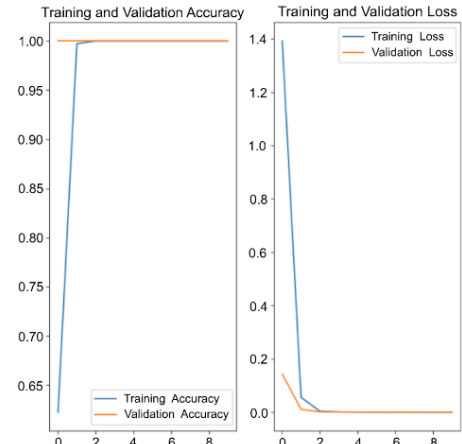 Training and Validation Accuracy
1.00
0.95
0.90
0.85
0.80
0.75
0.70
0.65
Training Accuracy
Validation Accuracy
0 2 4 6 8
Training and Validation Loss
1.4
1.2
1.0
0.8
0.6
0.4
0.2
0.0
Training Loss
Validation Loss
0 2 4 6 8